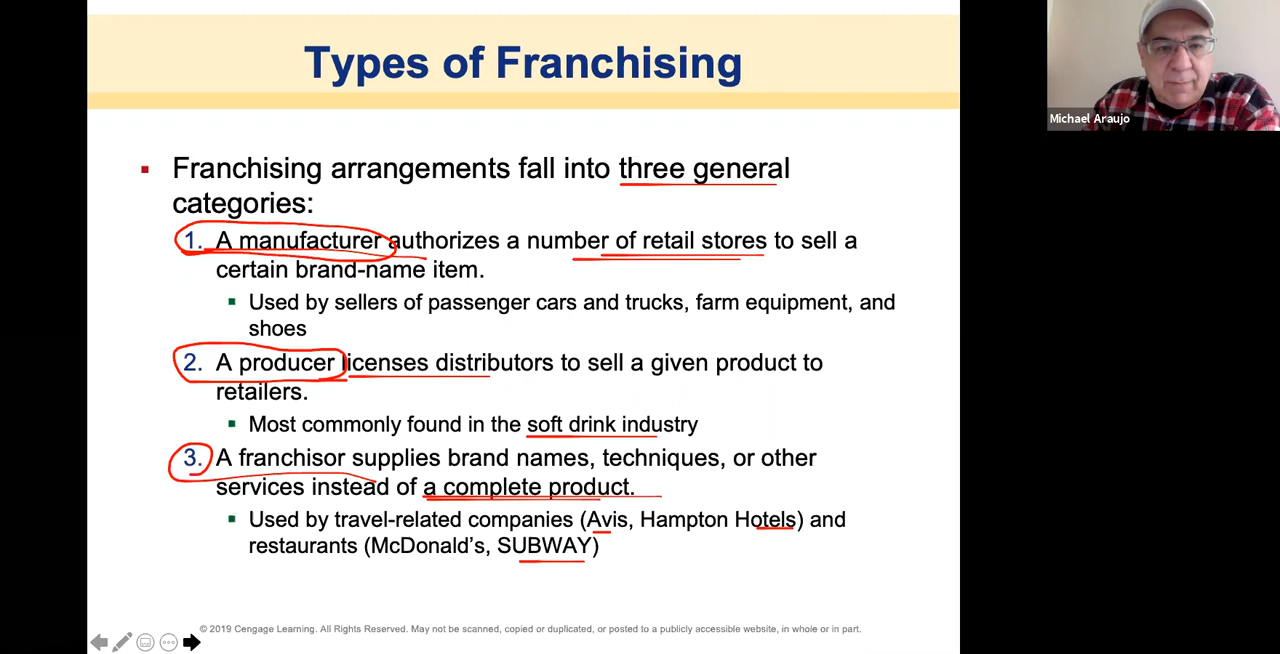 Types of Franchising
Michael Araujo
▪ Franchising arrangements fall into three general
categories:
1. A manufacturer authorizes a number of retail stores to sell a
certain brand-name item.
▪ Used by sellers of passenger cars and trucks, farm equipment, and
shoes
2. A producer licenses distributors to sell a given product to
retailers.
▪ Most commonly found in the soft drink industry
3. A franchisor supplies brand names, techniques, or other
services instead of a complete product.
▪ Used by travel-related companies (Avis, Hampton Hotels) and
restaurants (McDonald’s, SUBWAY)
© 2019 Cengage Learning. All Rights Reserved. May not be scanned, copied or duplicated, or posted to a publicly accessible website, in whole or in part.